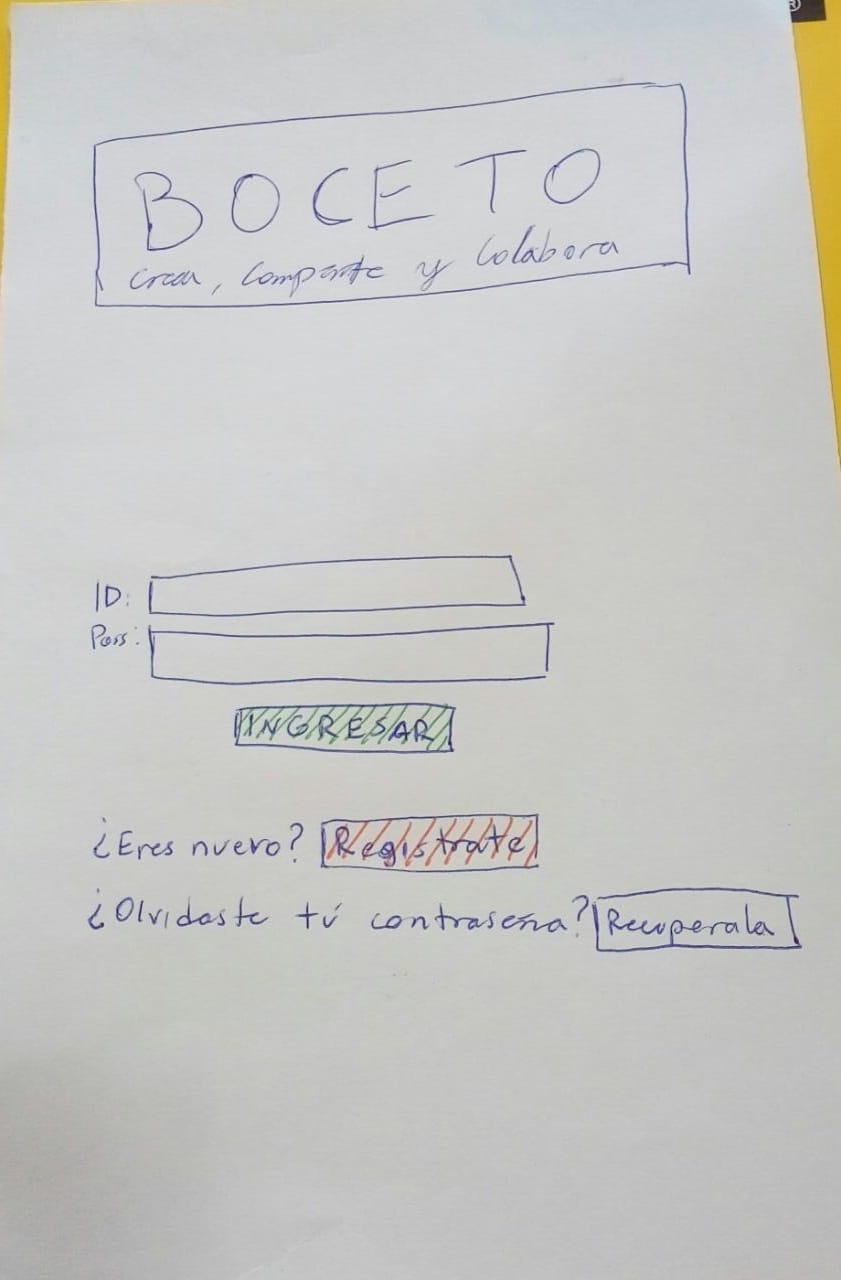 BOCETO
Crea, Comparte y Colabora
ID:
Pass:
INGRESAR
¿Eres nuevo? Registrate
¿Olvidaste tú contraseña? Recuperala
®